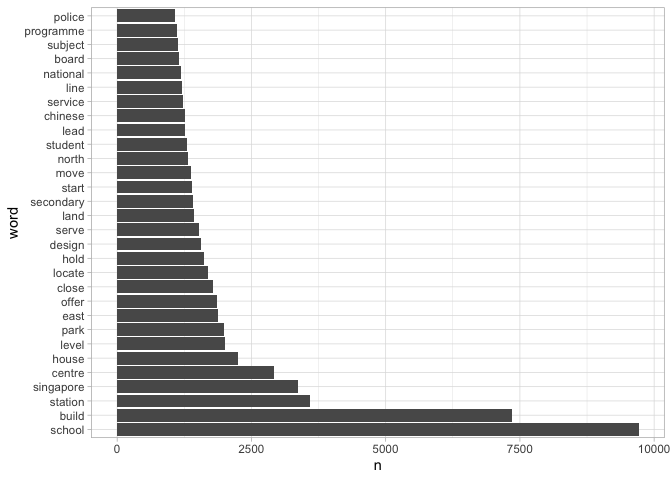 police
programme
subject
board
national
line
service
chinese
lead
student
north
move
start
secondary
land
serve
design
hold
locate
close
offer
east
park
level
house
centre
singapore
station
build
school
word
0 2500 5000 7500 10000
n